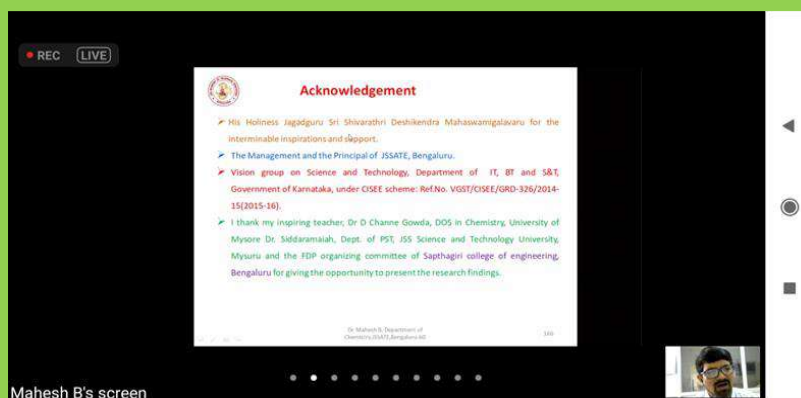 REC LIVE
Acknowledgement
➤ His Holiness Jagadguru Sri Shivarathri Deshikendra Mahaswamigalavaru for the
interminable inspirations and support.
➤ The Management and the Principal of JSSATE, Bengaluru.
➤ Vision group on Science and Technology, Department of IT, BT and S&T,
Government of Karnataka, under CISEE scheme: Ref.No. VGST/CISEE/GRD-326/2014-
15(2015-16).
➤ I thank my inspiring teacher, Dr D Channe Gowda, DOS in Chemistry, University of
Mysore Dr. Siddaramaiah, Dept. of PST, JSS Science and Technology University,
Mysuru and the FDP organizing committee of Sapthagiri college of engineering,
Bengaluru for giving the opportunity to present the research findings.
Dr Mahesh B, Department of
Chemistry, JSSATE, Bengaluru-60
Mahesh B's screen